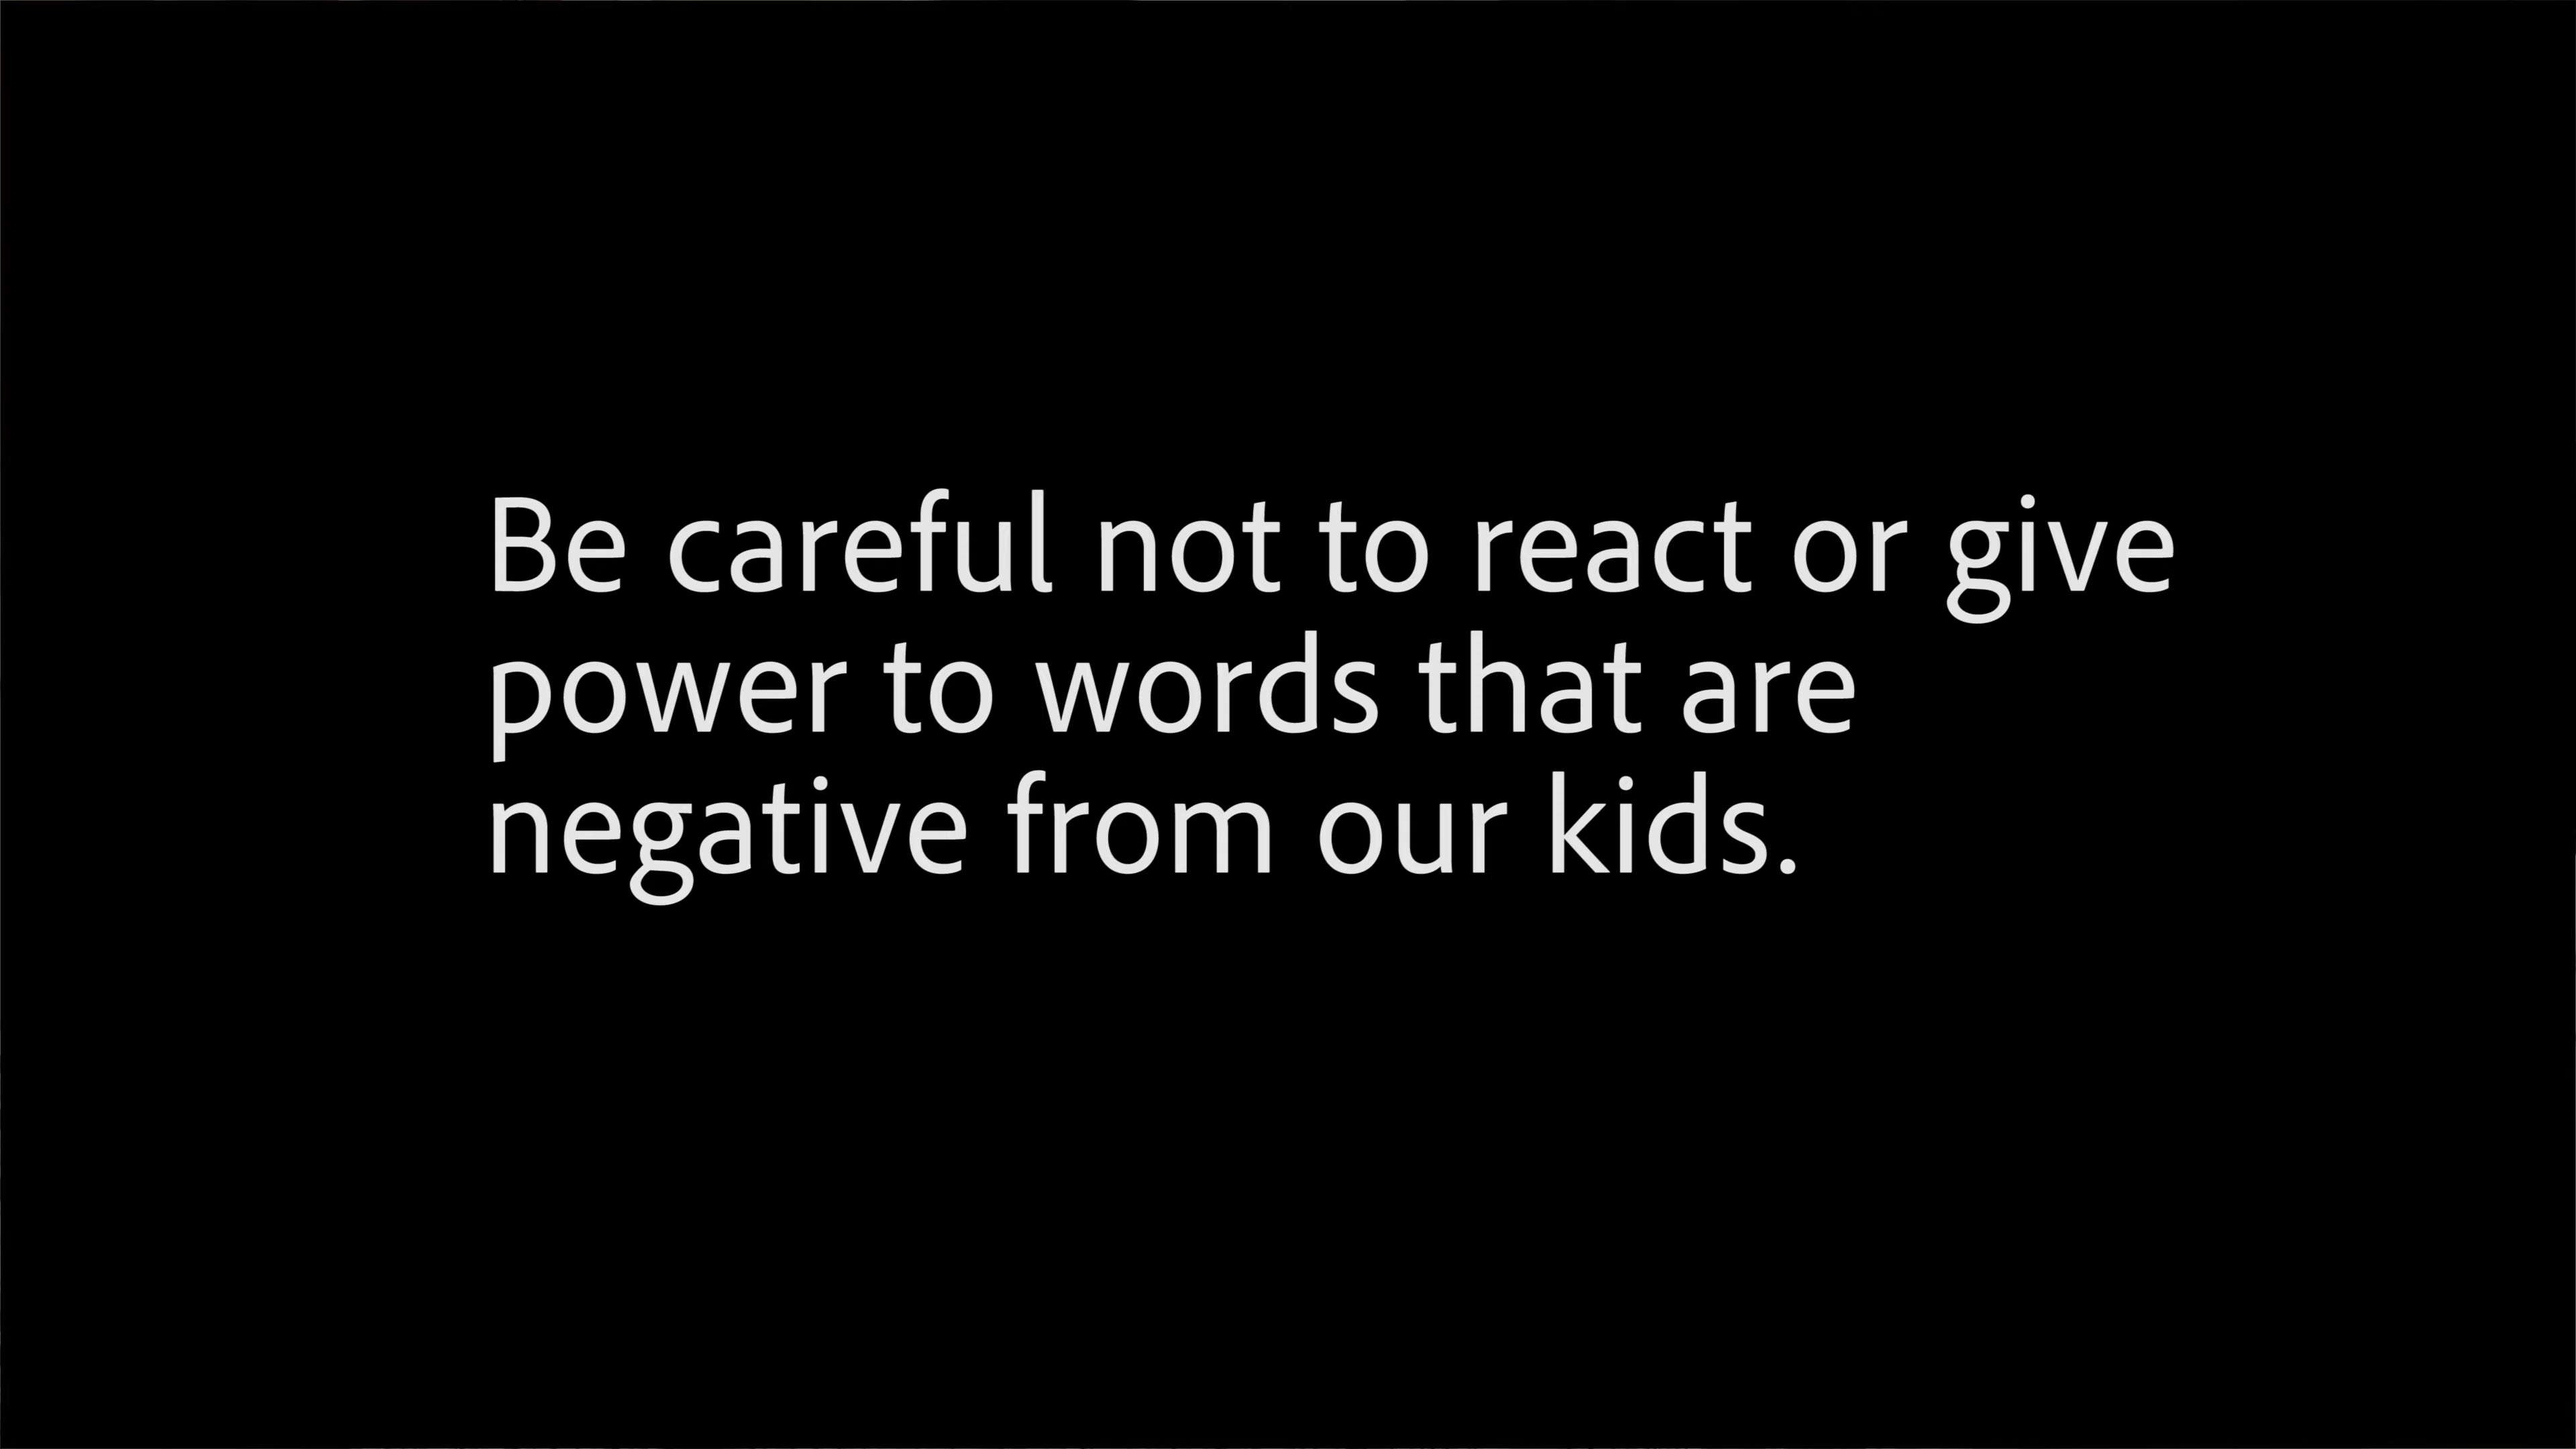 Be careful not to react or give
power to words that are
negative from our kids.